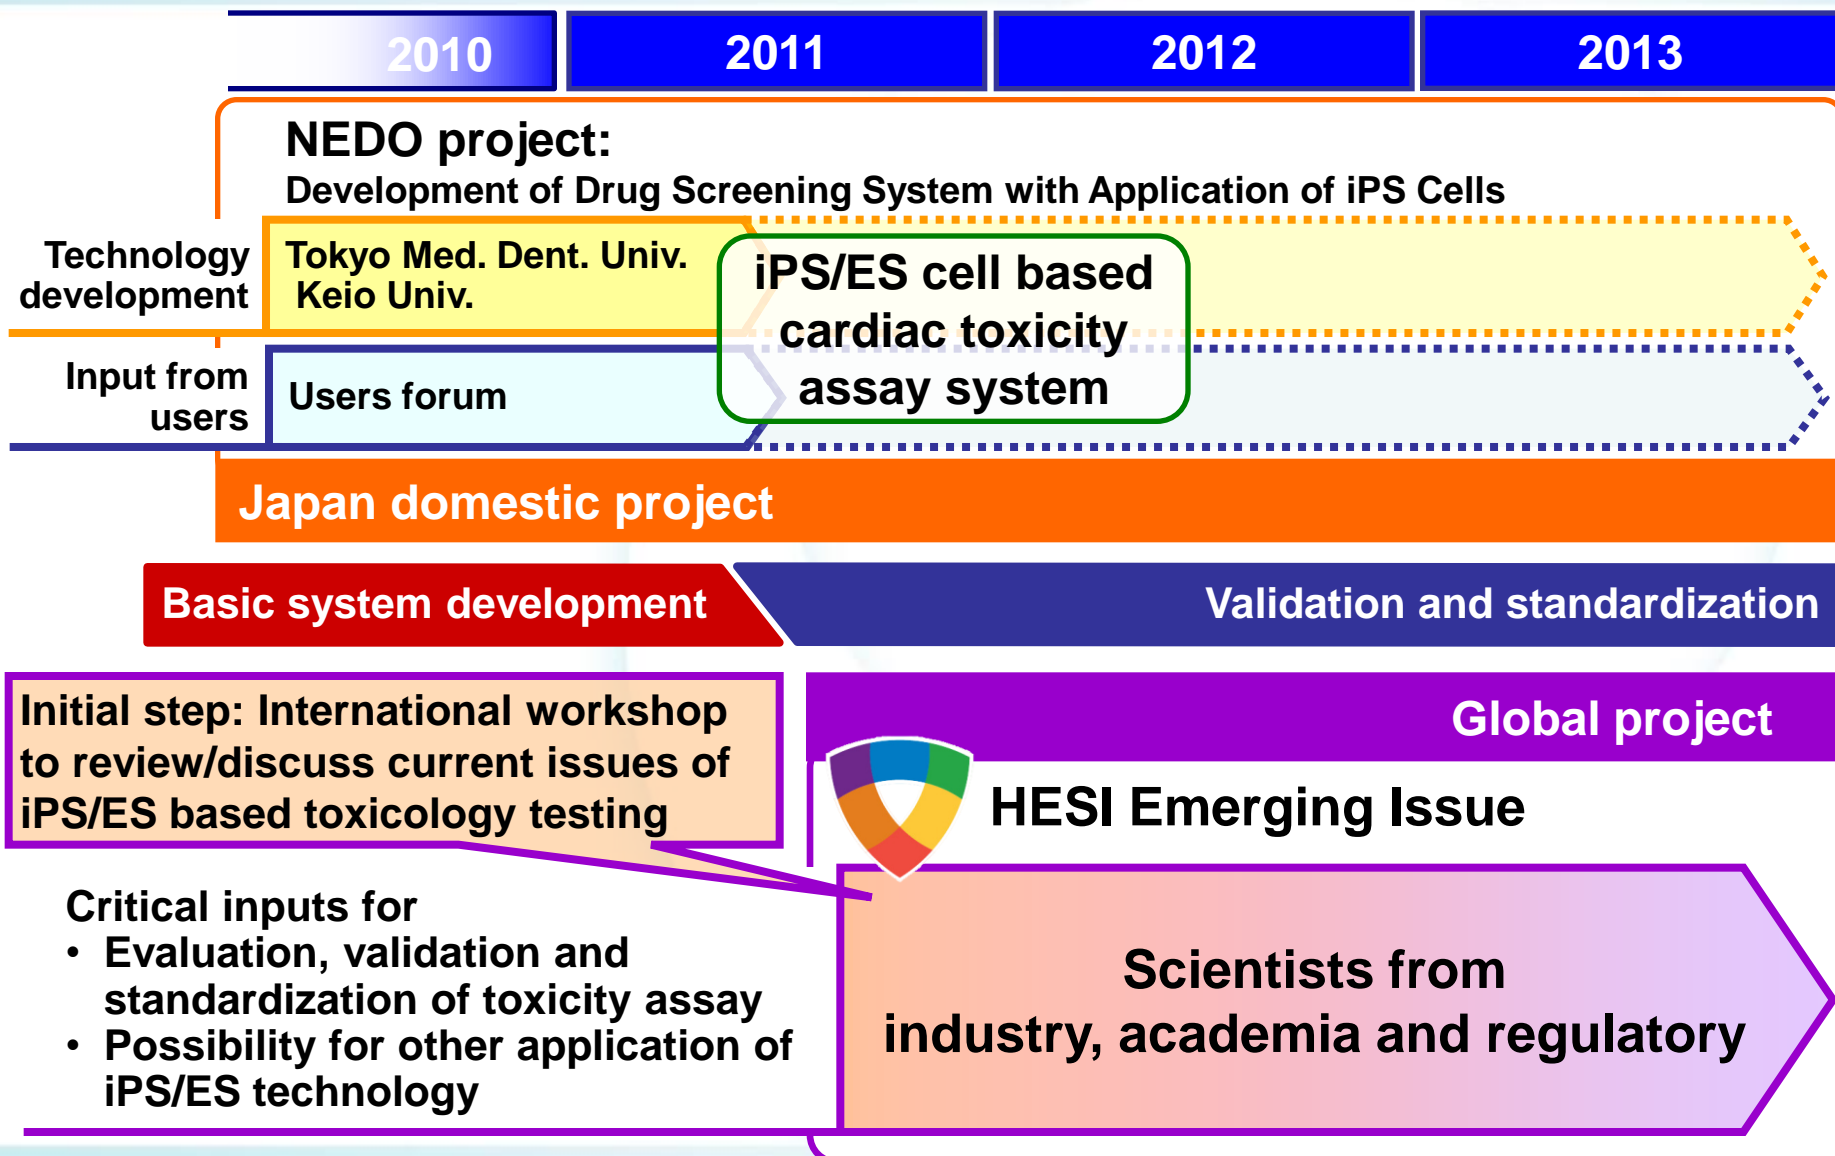 2010 2011 2012 2013
NEDO project:
Development of Drug Screening System with Application of iPS Cells
Technology
development
Tokyo Med. Dent. Univ.
Keio Univ.
iPS/ES cell based
cardiac toxicity
assay system
Input from
users
Users forum
Japan domestic project
Basic system development
Validation and standardization
Initial step: International workshop
to review/discuss current issues of
iPS/ES based toxicology testing
Global project
HESI Emerging Issue
Critical inputs for
• Evaluation, validation and
standardization of toxicity assay
• Possibility for other application of
iPS/ES technology
Scientists from
industry, academia and regulatory